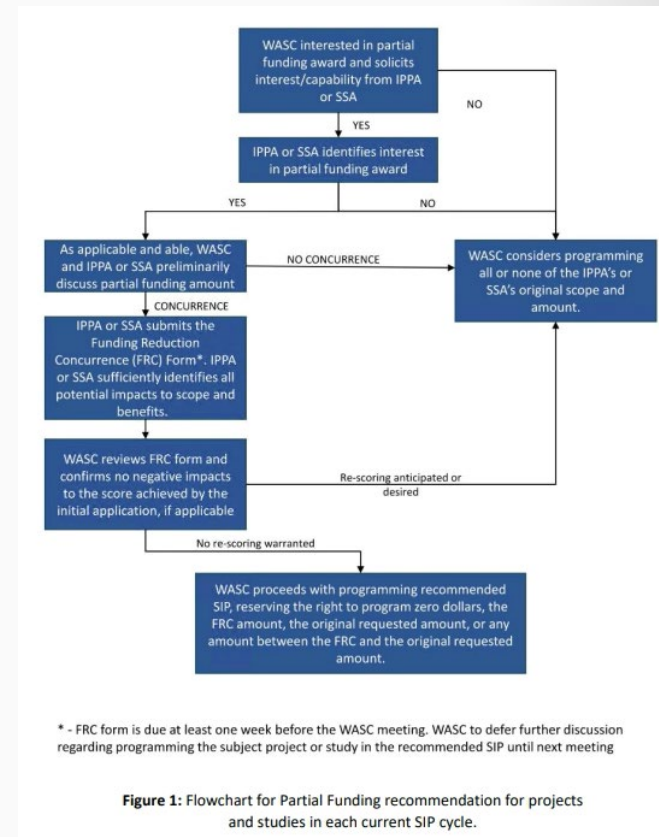 WASC interested in partial
funding award and solicits
interest/capability from IPPA
or SSA
NO
YES
IPPA or SSA identifies interest
in partial funding award
YES
NO
As applicable and able, WASC
and IPPA or SSA preliminarily
discuss partial funding amount
NO CONCURRENCE
WASC considers programming
all or none of the IPPA's or
SSA's original scope and
amount.
CONCURRENCE
IPPA or SSA submits the
Funding Reduction
Concurrence (FRC) Form*. IPPA
or SSA sufficiently identifies all
potential impacts to scope and
benefits.
WASC reviews FRC form and
confirms no negative impacts
to the score achieved by the
initial application, if applicable
Re-scoring anticipated or
desired
No re-scoring warranted
WASC proceeds with programming recommended
SIP, reserving the right to program zero dollars, the
FRC amount, the original requested amount, or any
amount between the FRC and the original requested
amount.
* - FRC form is due at least one week before the WASC meeting. WASC to defer further discussion
regarding programming the subject project or study in the recommended SIP until next meeting
Figure 1: Flowchart for Partial Funding recommendation for projects
and studies in each current SIP cycle.